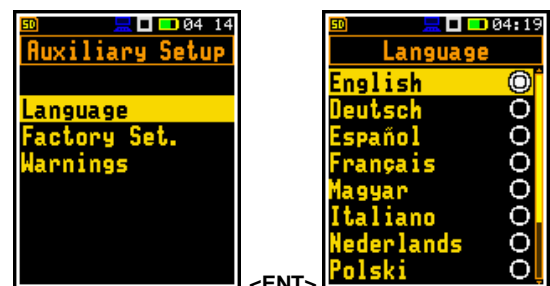 SD 04 14
Auxiliary Setup
Language
Factory Set.
Warnings
<ENT>
SD 04:19
Language
English
Deutsch
Español
Français
Magyar
Italiano
Nederlands
Polski